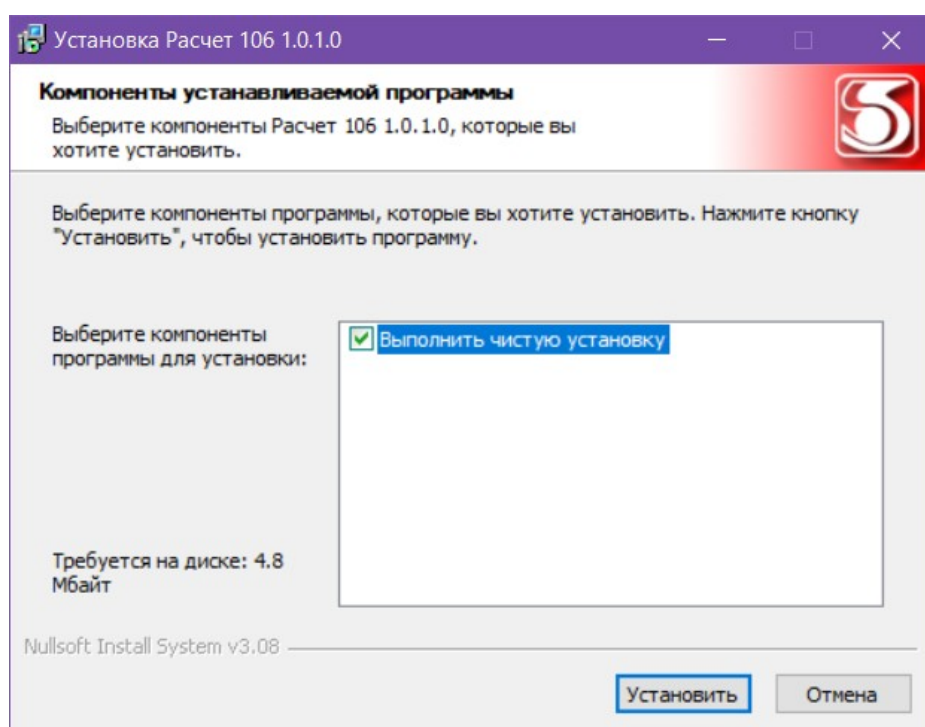 Установка Расчет 106 1.0.1.0
Компоненты устанавливаемой программы
Выберите компоненты Расчет 106 1.0.1.0, которые вы
хотите установить.
Выберите компоненты программы, которые вы хотите установить. Нажмите кнопку
"Установить", чтобы установить программу.
Выберите компоненты
программы для установки:
Выполнить чистую установку
Требуется на диске: 4.8
Мбайт
Nullsoft Install System v3.08
Установить
Отмена